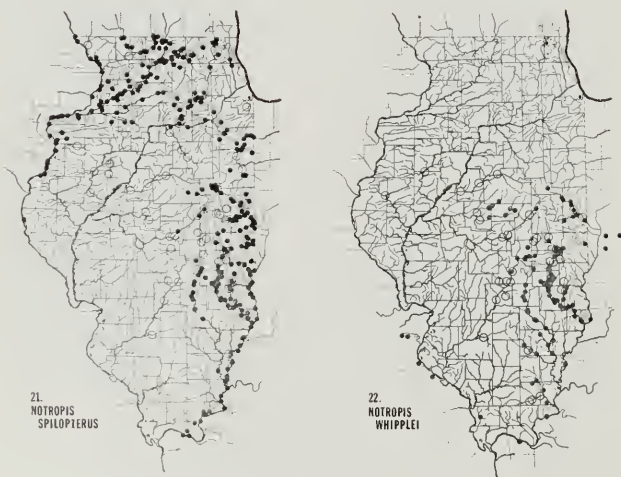 21.
NOTROPIS
SPILOPTERUS
22.
NOTROPIS
WHIPPLEI